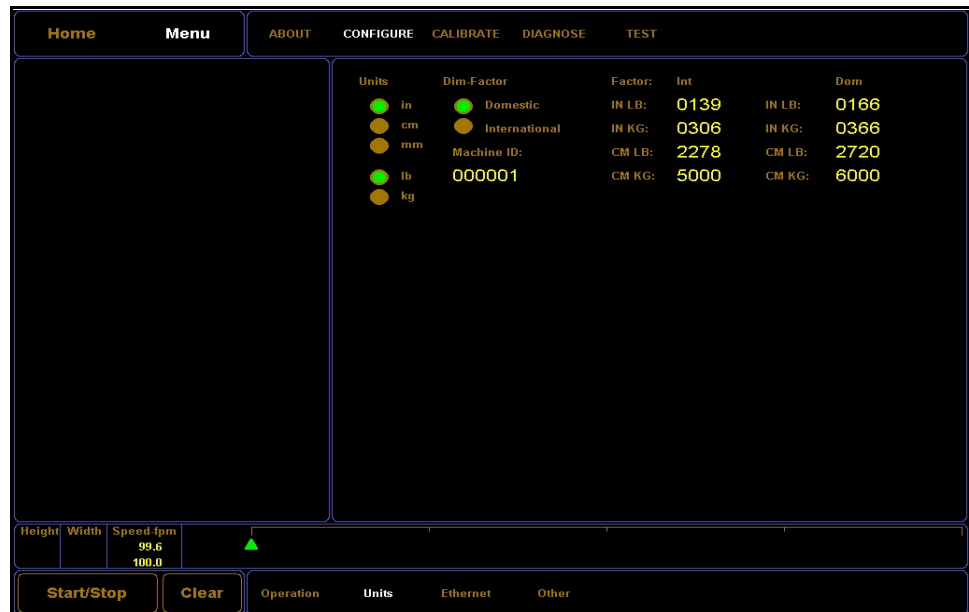 Home Menu ABOUT CONFIGURE CALIBRATE DIAGNOSE TEST
Units Dim-Factor Factor: Int Dom
in Domestic IN LB: 0139 IN LB: 0166
cm International IN KG: 0306 IN KG: 0366
mm Machine ID: CM LB: 2278 CM LB: 2720
lb 000001 CM KG: 5000 CM KG: 6000
kg
Height Width Speed-fpm
99.6
100.0
Start/Stop Clear Operation Units Ethernet Other